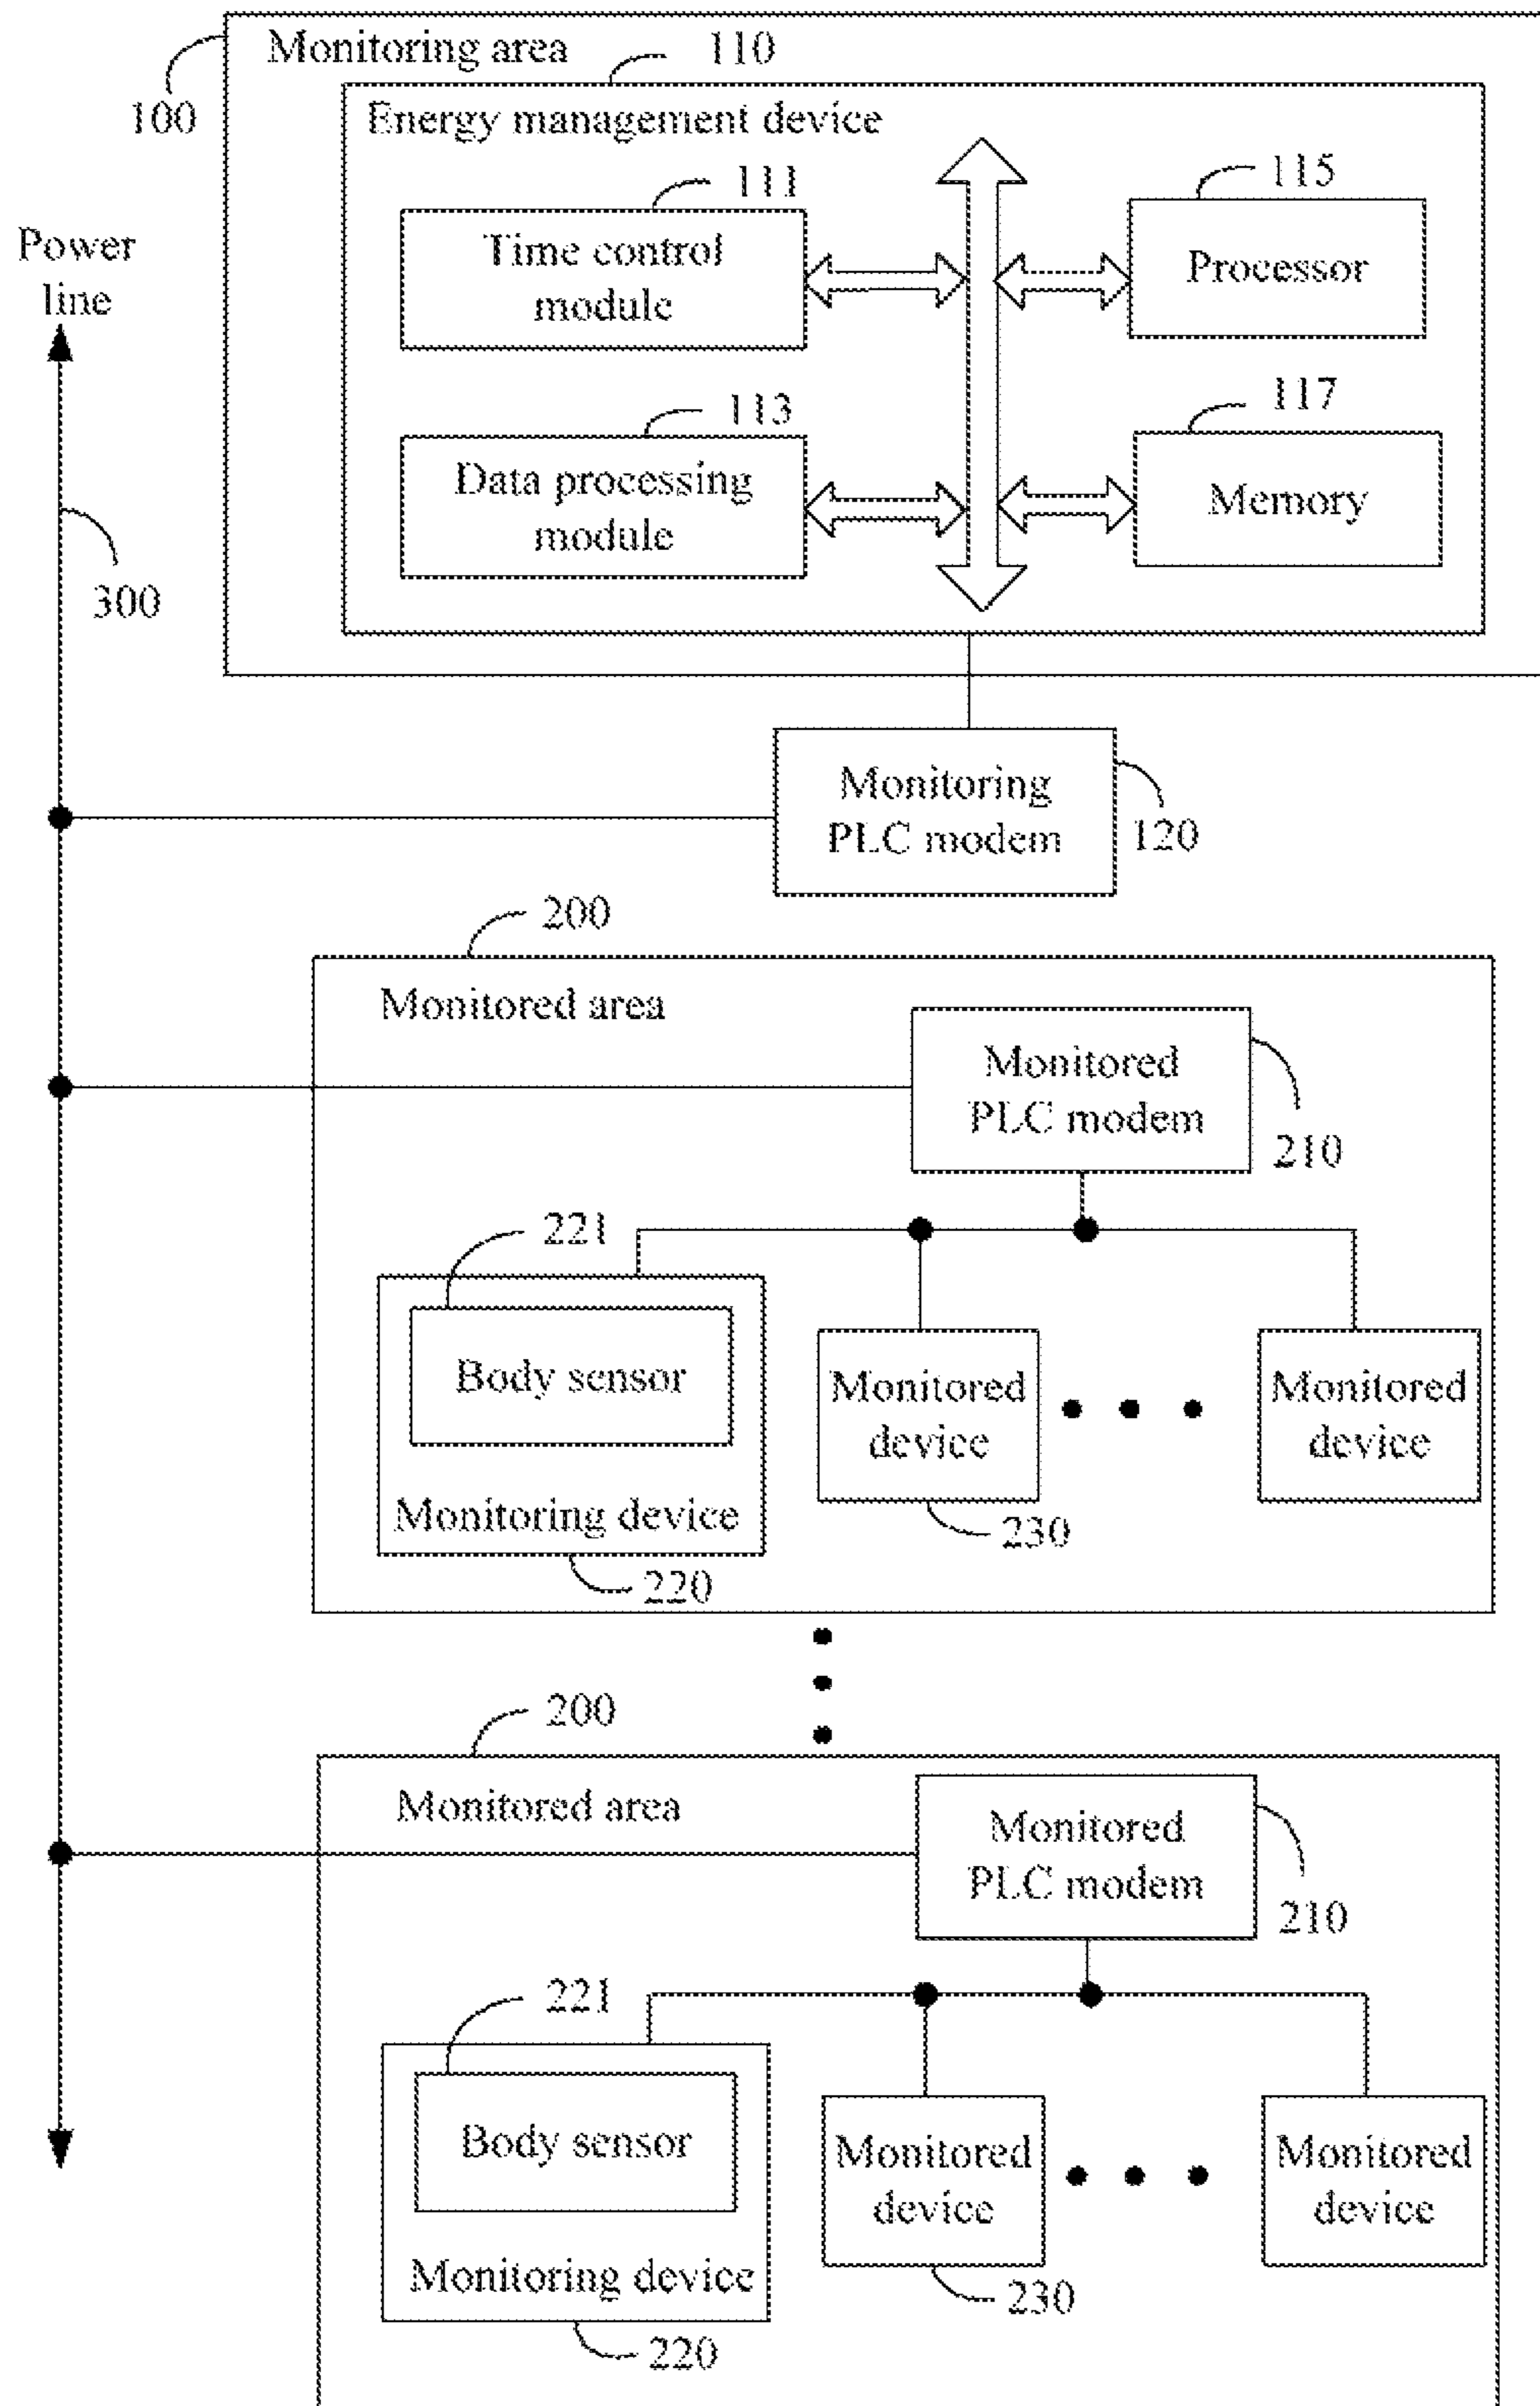 Monitoring area
110
100
Energy management device
111
115
Power
line
Time control
module
Processor
113
117
Data processing
module
Memory
300
Monitoring
PLC modem
120
200
Monitored area
Monitored
PLC modem
210
221
Body sensor
Monitored
device
Monitored
device
Monitoring device
230
220
200
Monitored area
Monitored
PLC modem
210
221
Body sensor
Monitored
device
Monitored
device
Monitoring device
230
220